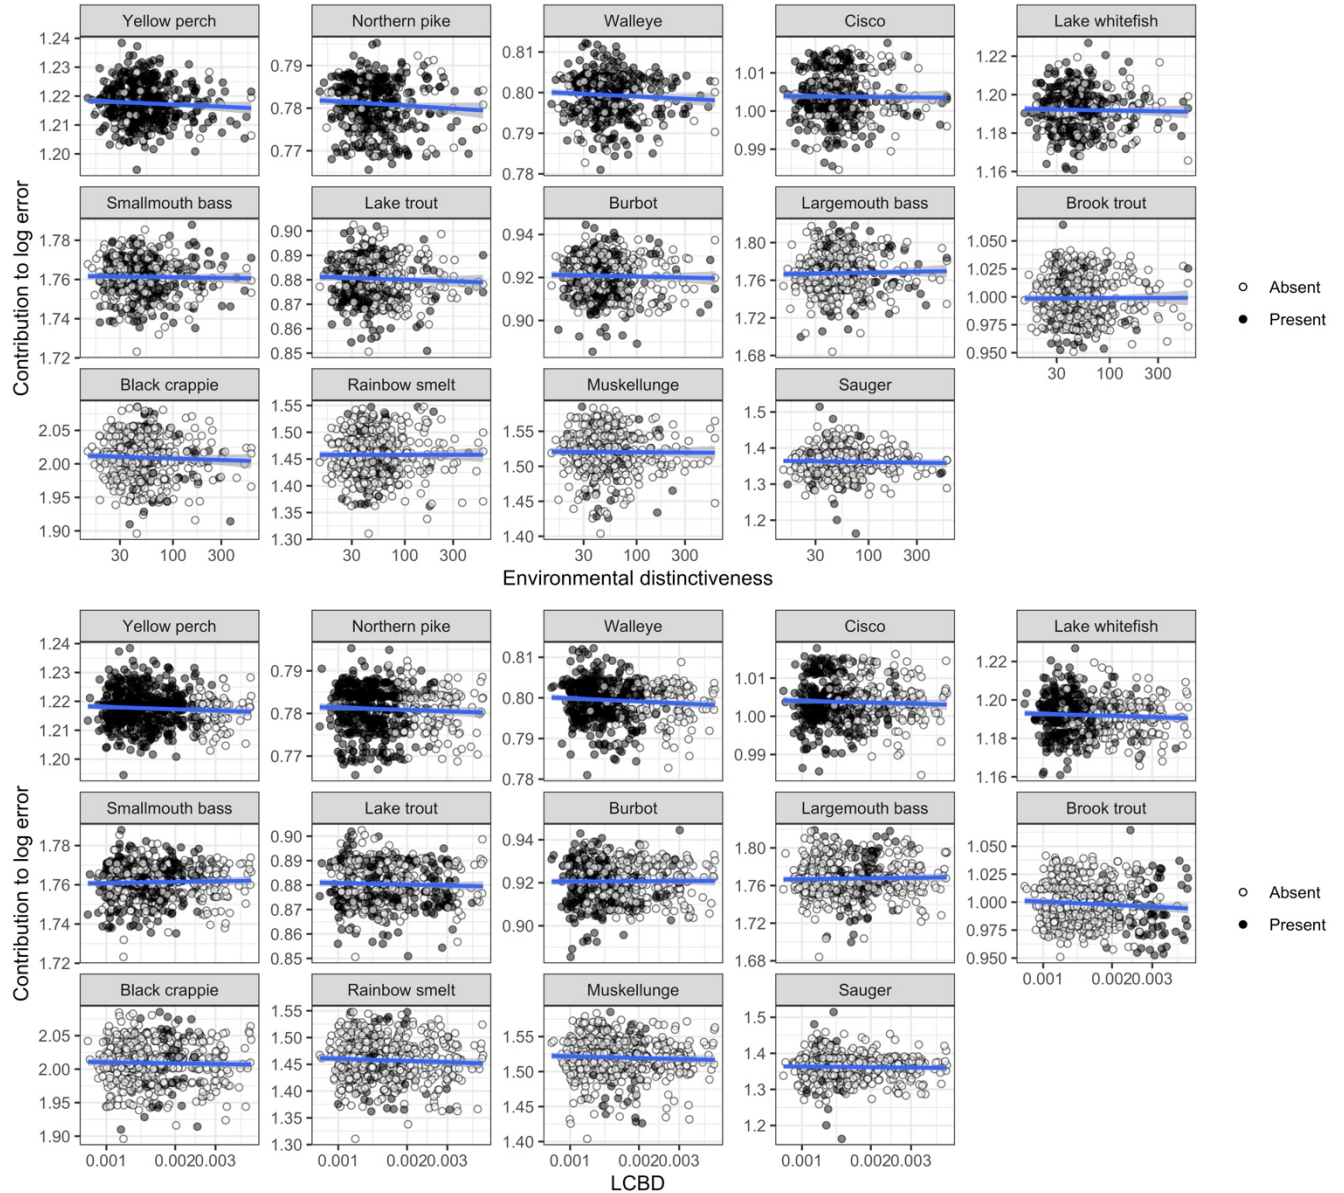 Yellow perch Northern pike Walleye Cisco Lake whitefish
1.24 1.23 1.22 1.21 1.20
0.79 0.78 0.77
0.81 0.80 0.79 0.78
1.01 1.00 0.99
1.22 1.20 1.18 1.16
Contribution to log error
Smallmouth bass Lake trout Burbot Largemouth bass Brook trout
1.78 1.76 1.74 1.72
0.90 0.89 0.88 0.87 0.86 0.85
0.94 0.92 0.90
1.80 1.76 1.72 1.68
1.050 1.025 1.000 0.975 0.950
30 100 300
Absent
Present
Black crappie Rainbow smelt Muskellunge Sauger
2.05 2.00 1.95 1.90
1.55 1.50 1.45 1.40 1.35 1.30
1.55 1.50 1.45 1.40
1.5 1.4 1.3 1.2
30 100 300 30 100 300 30 100 300 30 100 300
Environmental distinctiveness
Yellow perch Northern pike Walleye Cisco Lake whitefish
1.24 1.23 1.22 1.21 1.20
0.79 0.78 0.77
0.81 0.80 0.79 0.78
1.01 1.00 0.99
1.22 1.20 1.18 1.16
Contribution to log error
Smallmouth bass Lake trout Burbot Largemouth bass Brook trout
1.78 1.76 1.74 1.72
0.90 0.89 0.88 0.87 0.86 0.85
0.94 0.92 0.90
1.80 1.76 1.72 1.68
1.050 1.025 1.000 0.975 0.950
0.001 0.0020.003
Absent
Present
Black crappie Rainbow smelt Muskellunge Sauger
2.05 2.00 1.95 1.90
1.55 1.50 1.45 1.40 1.35 1.30
1.55 1.50 1.45 1.40
1.5 1.4 1.3 1.2
0.001 0.0020.003 0.001 0.0020.003 0.001 0.0020.003 0.001 0.0020.003
LCBD